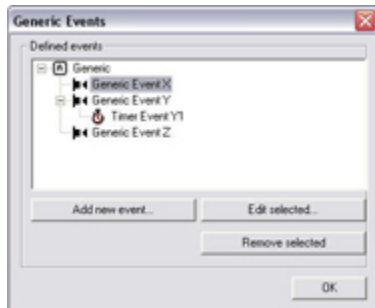 Generic Events
Defined events
Generic
Generic Event X
Generic Event Y
Timer Event Y1
Generic Event Z
Add new event...
Edit selected...
Remove selected
OK